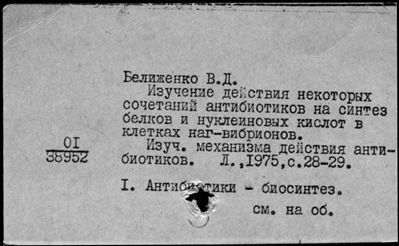 Белиженко В.Д.
Изучение действия некоторых
сочетаний антибиотиков на синтез
белков и нуклеиновых кислот в
клетках наг-вибрионов.
01
38952
Изуч. механизма действия анти-
биотиков. Л.,1975,с.28-29.
I. Антибиотики - биосинтез.
см. на об.